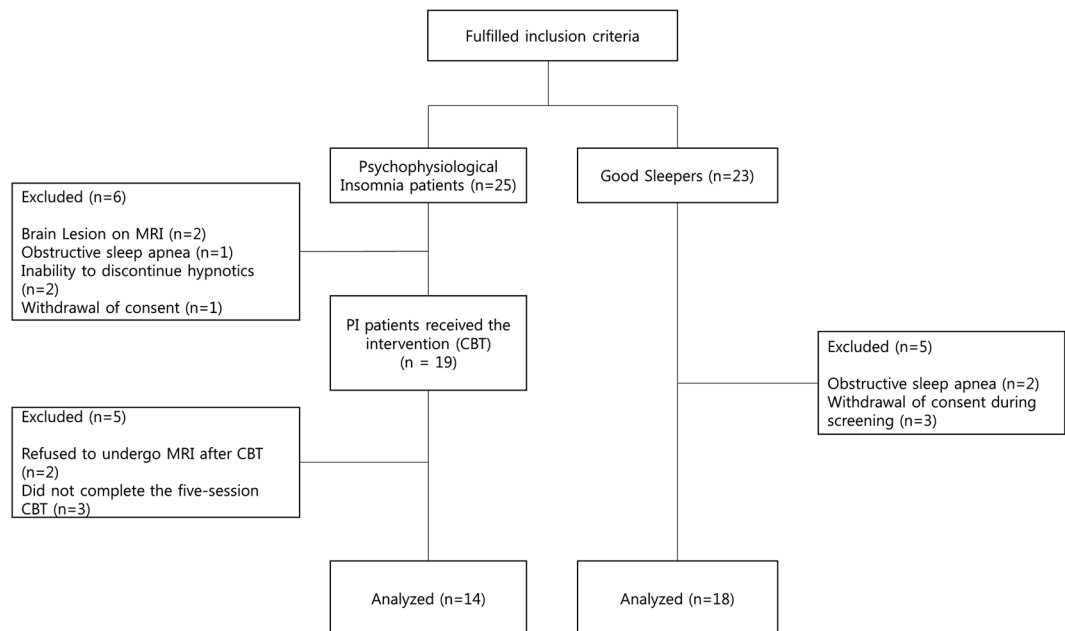 Fulfilled inclusion criteria
Psychophysiological
Insomnia patients (n=25)
Good Sleepers (n=23)
Excluded (n=6)
Brain Lesion on MRI (n=2)
Obstructive sleep apnea (n=1)
Inability to discontinue hypnotics
(n=2)
Withdrawal of consent (n=1)
PI patients received the
intervention (CBT)
(n = 19)
Excluded (n=5)
Obstructive sleep apnea (n=2)
Withdrawal of consent during
screening (n=3)
Excluded (n=5)
Refused to undergo MRI after CBT
(n=2)
Did not complete the five-session
CBT (n=3)
Analyzed (n=14)
Analyzed (n=18)